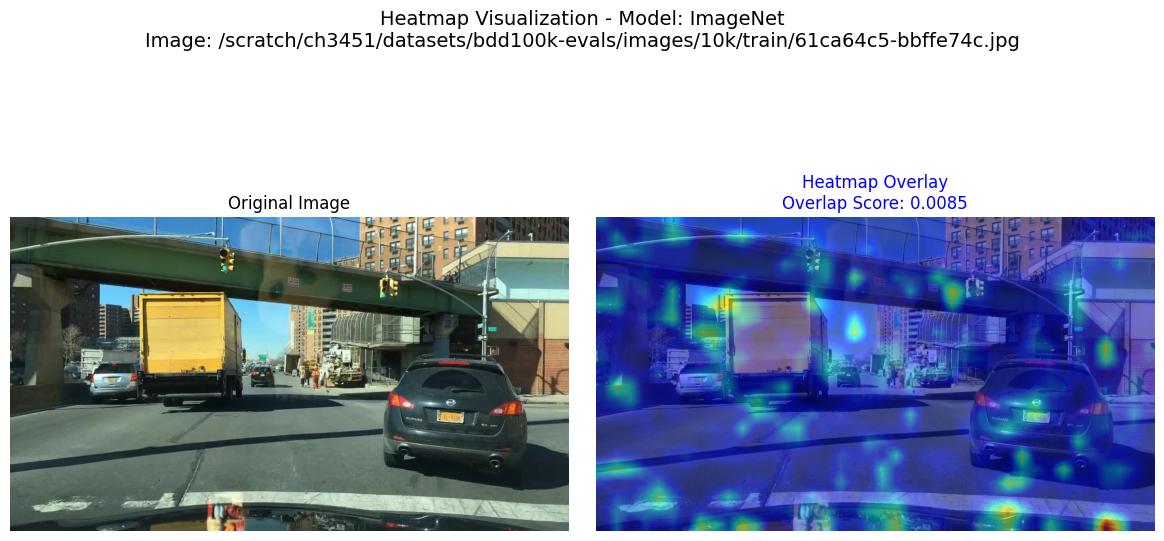 Heatmap Visualization - Model: ImageNet
Image: /scratch/ch3451/datasets/bdd100k-evals/images/10k/train/61ca64c5-bbffe74c.jpg
Original Image
Heatmap Overlay
Overlap Score: 0.0085